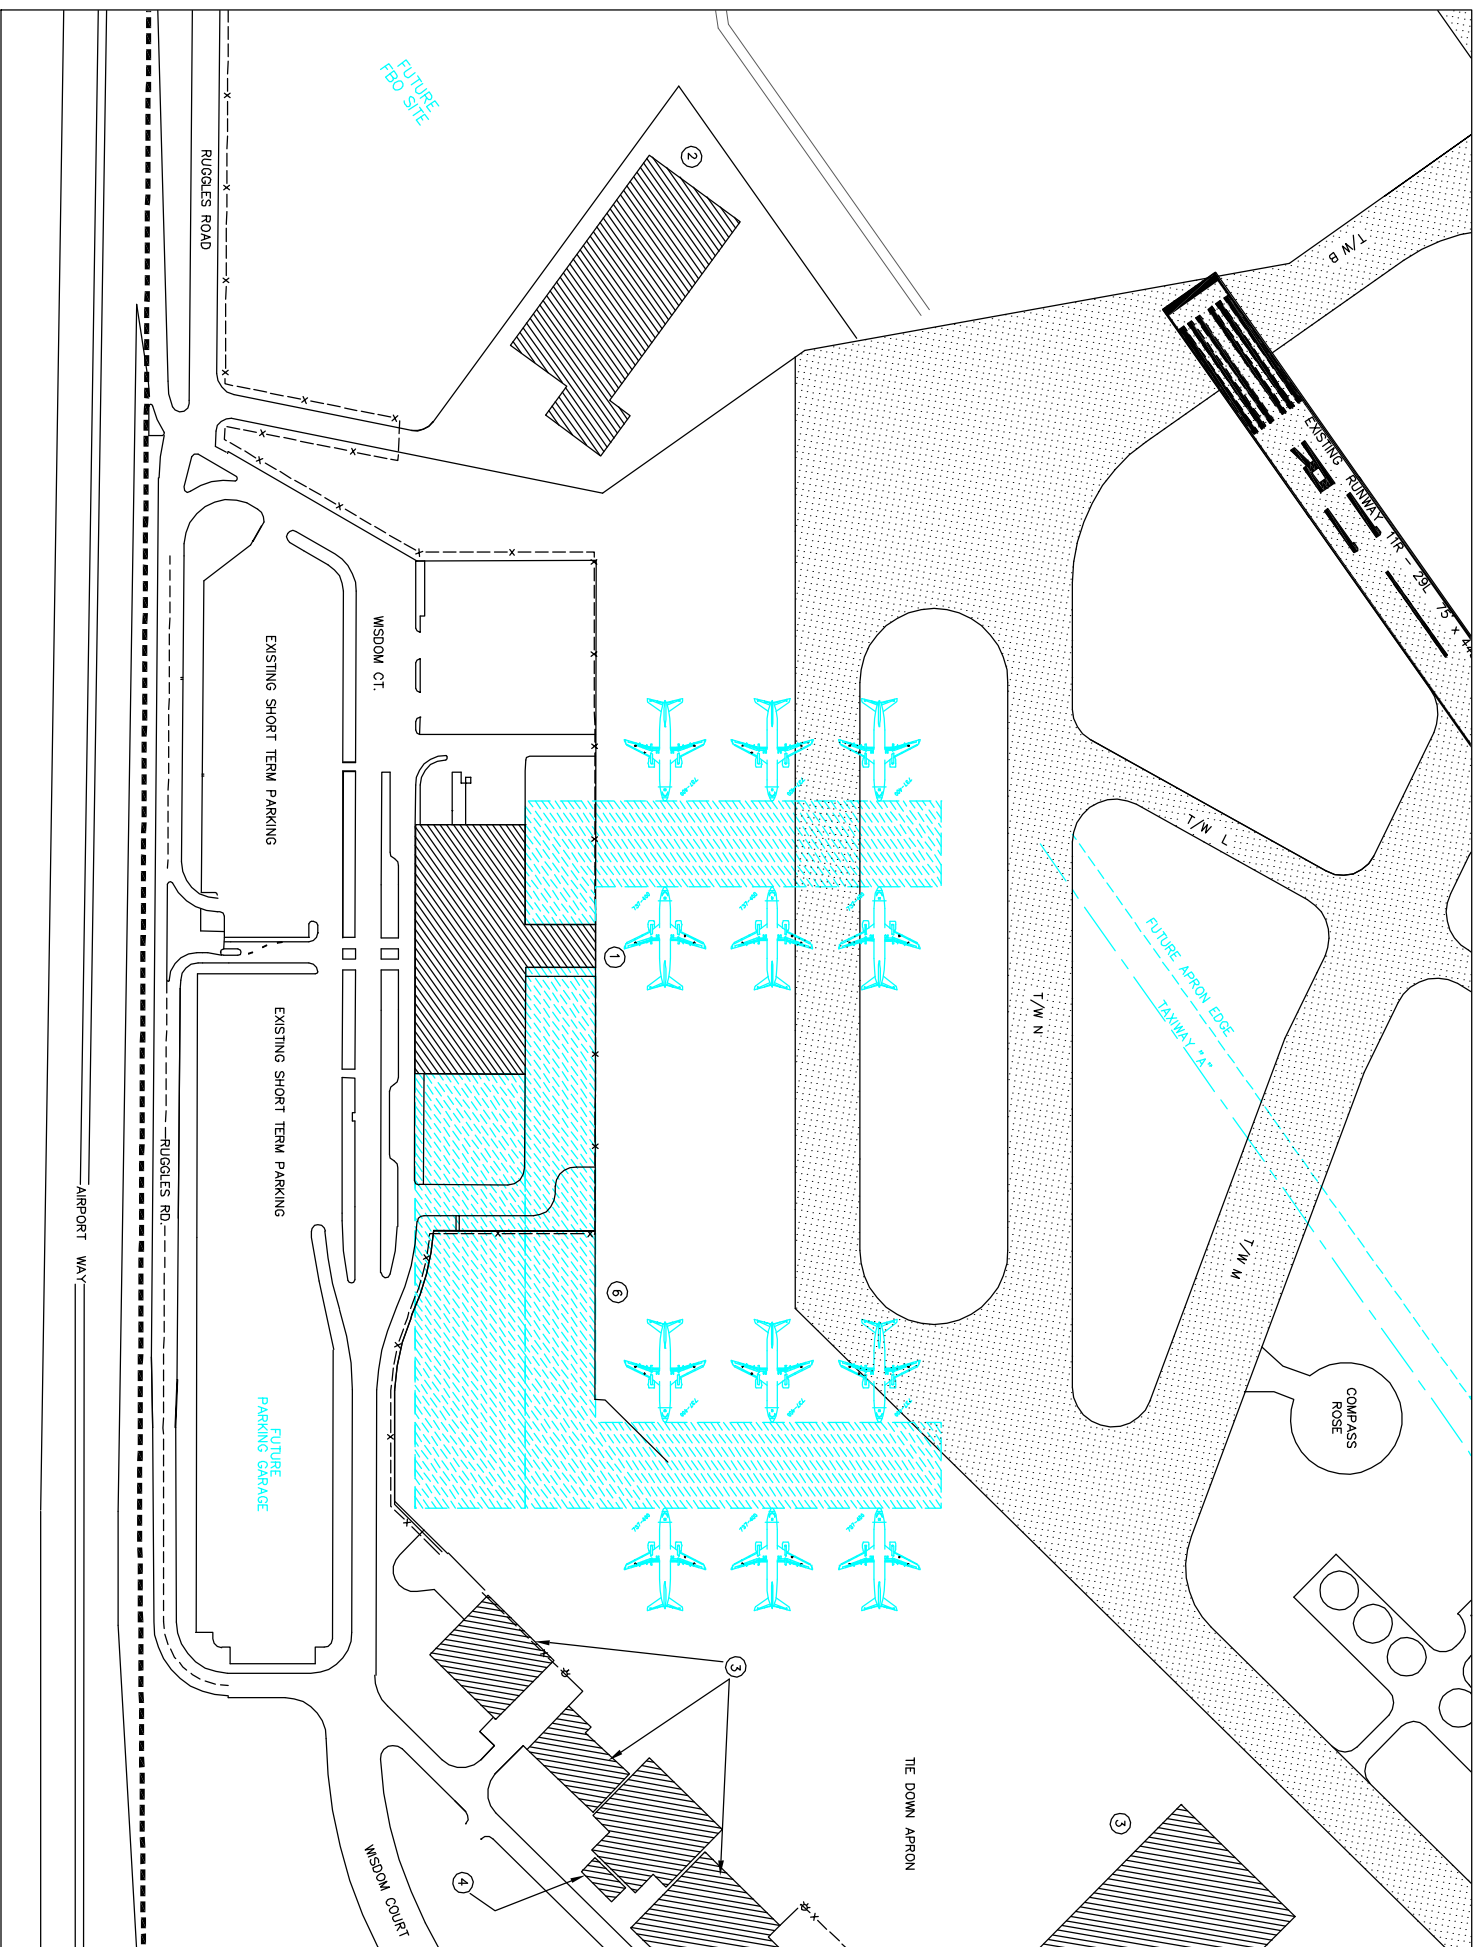 FUTURE
FBO SITE
2
RUGGLES ROAD
T/W B
EXISTING RUNWAY 11R - 29L 75' x
WISDOM CT.
EXISTING SHORT TERM PARKING
T/W L
FUTURE APRON EDGE
TAXIWAY "A"
1
T/W N
EXISTING SHORT TERM PARKING
RUGGLES RD.
AIRPORT WAY
6
T/W M
COMPASS
ROSE
FUTURE
PARKING GARAGE
3
TIE DOWN APRON
3
4
WISDOM COURT